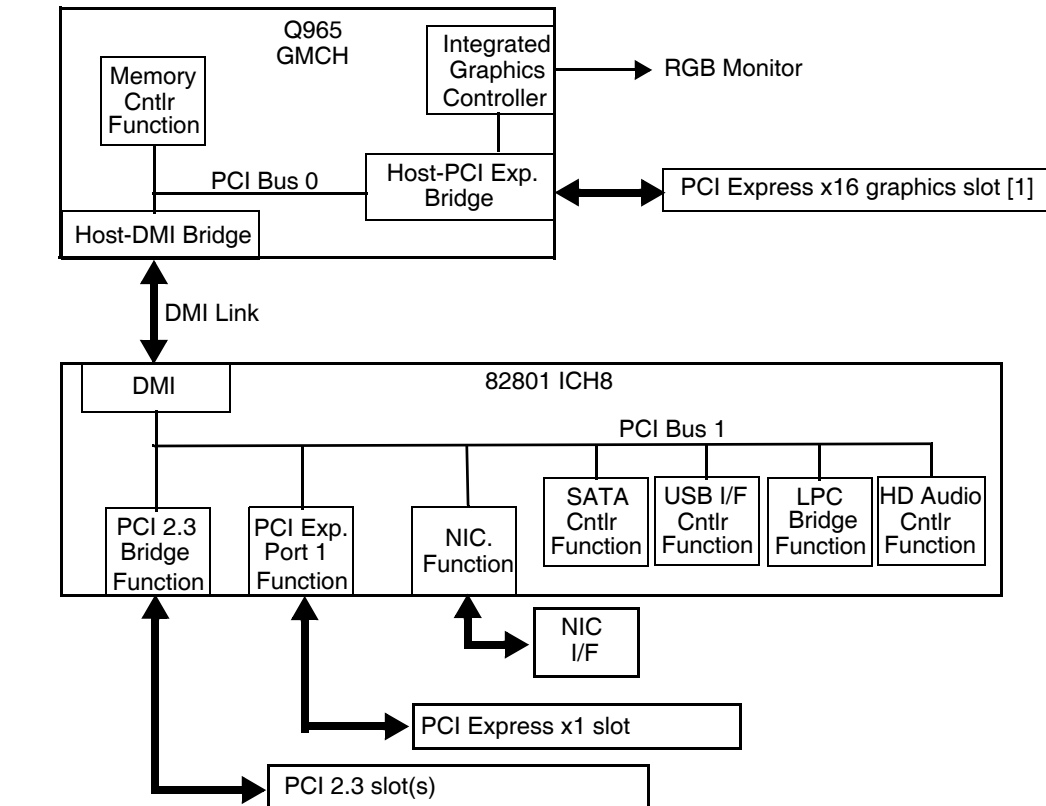 Q965
GMCH
Integrated
Graphics
Controller
RGB Monitor
Memory
Cntlr
Function
PCI Bus 0
Host-PCI Exp.
Bridge
PCI Express x16 graphics slot [1]
Host-DMI Bridge
DMI Link
DMI
82801 ICH8
PCI Bus 1
PCI 2.3
Bridge
Function
PCI Exp.
Port 1
Function
NIC.
Function
SATA
Cntlr
Function
USB I/F
Cntlr
Function
LPC
Bridge
Function
HD Audio
Cntlr
Function
NIC
I/F
PCI Express x1 slot
PCI 2.3 slot(s)